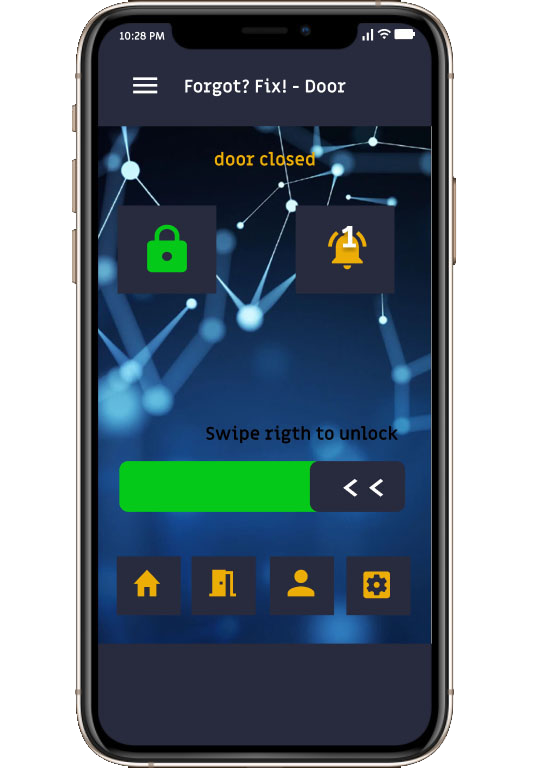 10:28 PM
Forgot? Fix! - Door
door closed
1
Swipe rigth to unlock